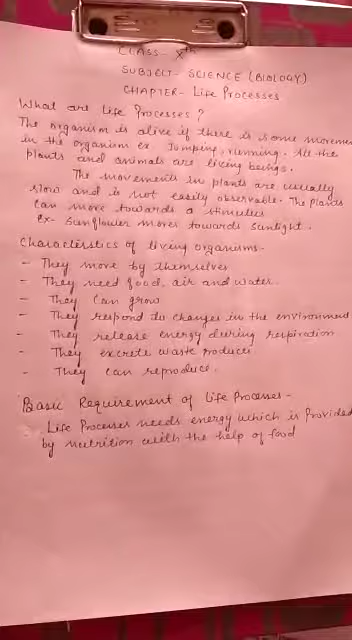 CLASS- Xth
SUBJECT- SCIENCE (BIOLOGY)
CHAPTER- Life Processes
What are Life Processes?
The organism is alive if there is some movemen
in the organism ex Jumping, running. All the
plants and animals are living beings.
The movements in plants are usually
slow and is not easily observable. The plants
can move towards a stimulus
ex- Sunflower moves towards sunlight.
Characteristics of living organisms-
- They move by themselves
- They need food, air and water.
- They can grow
- They respond to changes in the environment
- They release energy during respiration
- They excrete waste products
- They can reproduce.
Basic Requirement of Life Processes-
Life Processes needs energy which is provided
by nutrition with the help of food